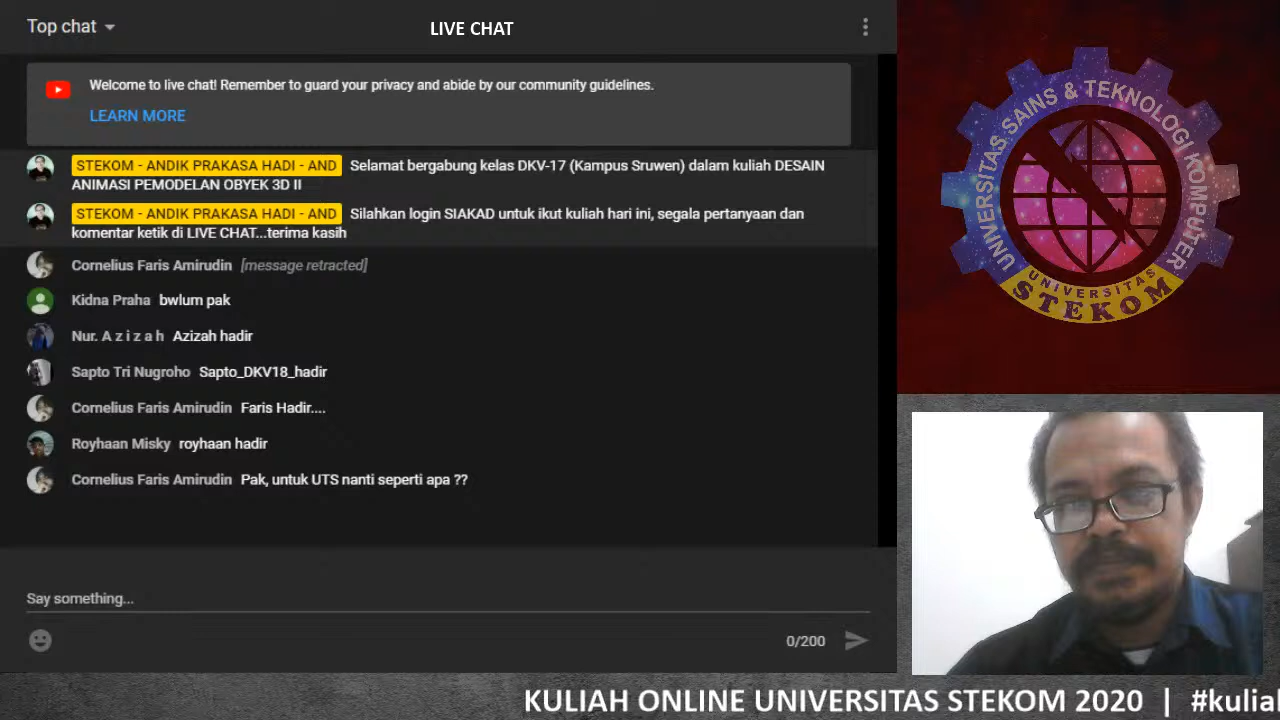 Top chat
LIVE CHAT
Welcome to live chat! Remember to guard your privacy and abide by our community guidelines.
LEARN MORE
STEKOM - ANDIK PRAKASA HADI - AND Selamat bergabung kelas DKV-17 (Kampus Sruwen) dalam kuliah DESAIN
ANIMASI PEMODELAN OBYEK 3D II
STEKOM - ANDIK PRAKASA HADI - AND Silahkan login SIAKAD untuk ikut kuliah hari ini, segala pertanyaan dan
komentar ketik di LIVE CHAT...terima kasih
Cornelius Faris Amirudin [message retracted]
Kidna Praha bwlum pak
Nur. A z i z a h Azizah hadir
Sapto Tri Nugroho Sapto_DKV18_hadir
Cornelius Faris Amirudin Faris Hadir....
Royhaan Misky royhaan hadir
Cornelius Faris Amirudin Pak, untuk UTS nanti seperti apa ??
Say something...
0/200
UNIVERSITAS SAINS & TEKNOLOGI KOMPUTER
UNIVERSITAS
STEKOM
KULIAH ONLINE UNIVERSITAS STEKOM 2020 | #kulia